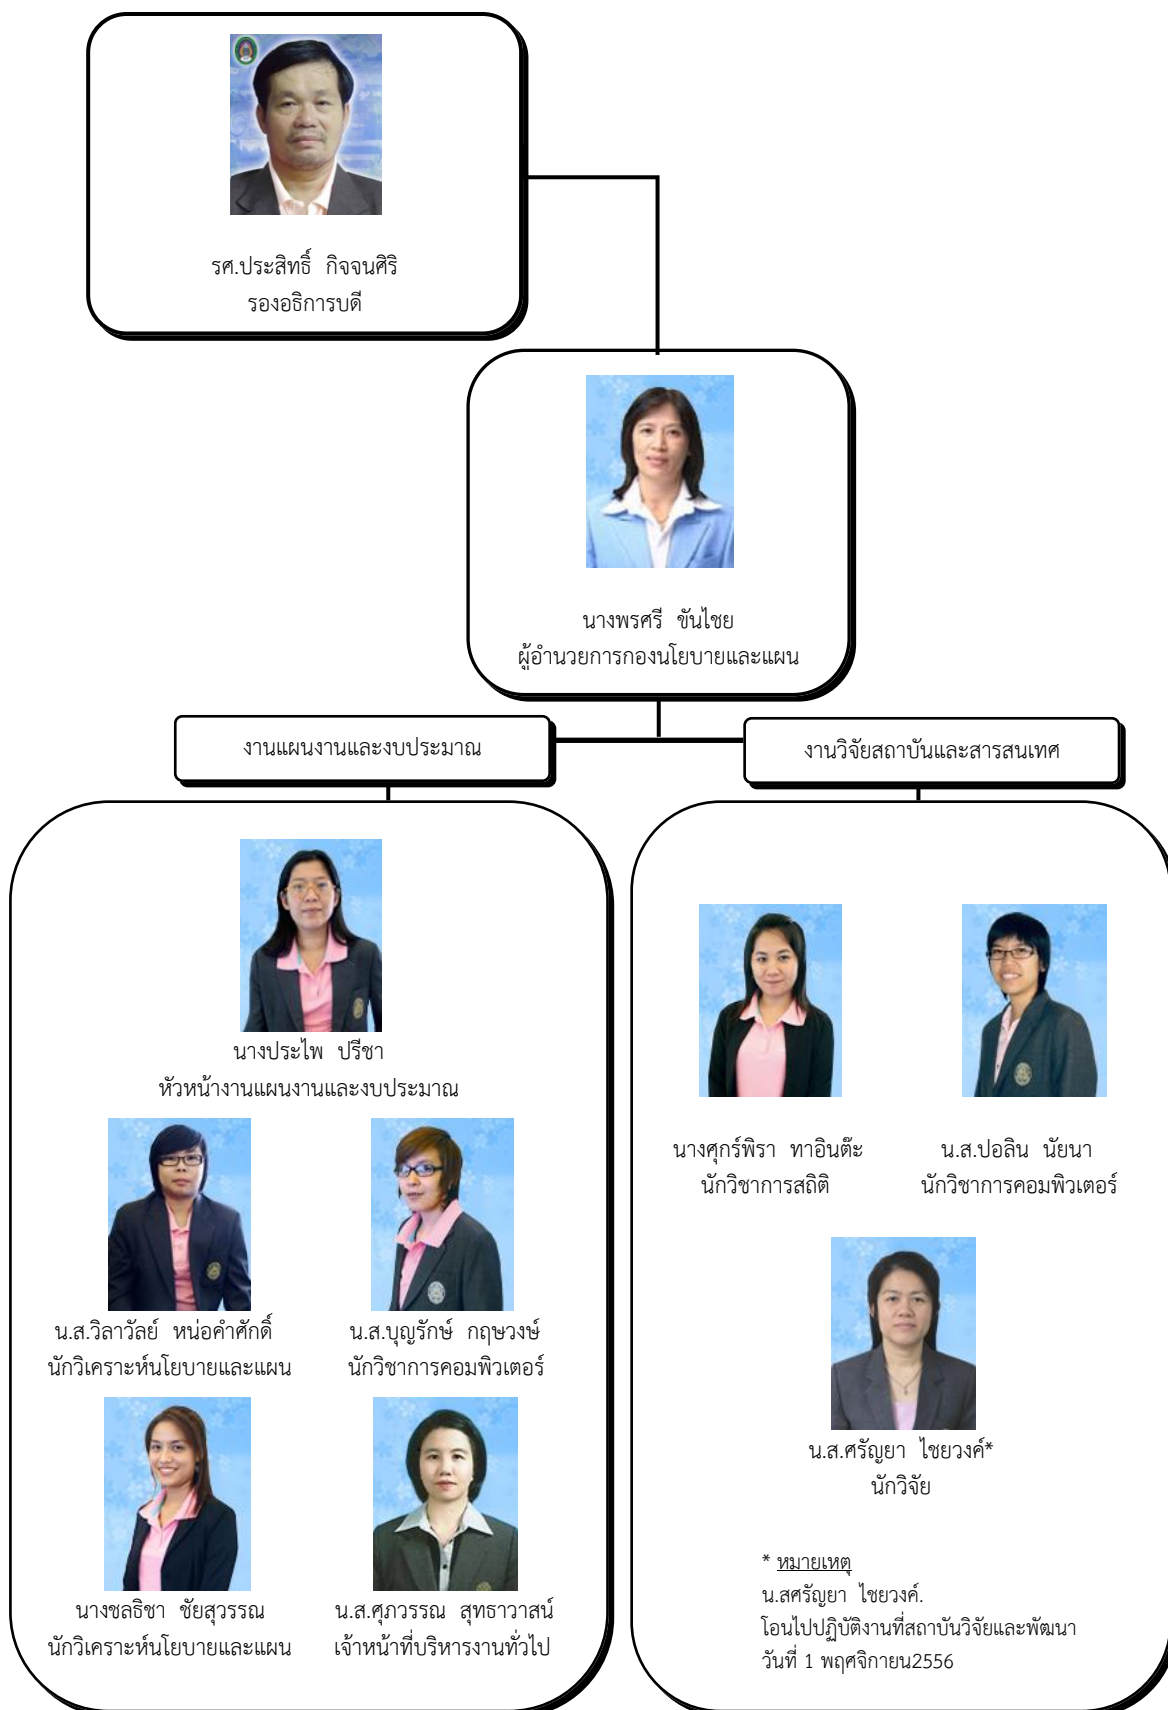 รศ.ประสิทธิ์ กิจจนศิริ
รองอธิการบดี
นางพรศรี ขันไชย
ผู้อำนวยการกองนโยบายและแผน
งานแผนงานและงบประมาณ
งานวิจัยสถาบันและสารสนเทศ
นางประไพ ปรีชา
หัวหน้างานแผนงานและงบประมาณ
น.ส.วิลาวัลย์ หน่อคำศักดิ์
นักวิเคราะห์นโยบายและแผน
น.ส.บุญรักษ์ กฤษวงษ์
นักวิชาการคอมพิวเตอร์
นางชลธิชา ชัยสุวรรณ
นักวิเคราะห์นโยบายและแผน
น.ส.ศุภวรรณ สุทธาวาสน์
เจ้าหน้าที่บริหารงานทั่วไป
นางศุกร์พิรา ทาอินต๊ะ
นักวิชาการสถิติ
น.ส.ปอลิน นัยนา
นักวิชาการคอมพิวเตอร์
น.ส.ศรัญยา ไชยวงค์*
นักวิจัย
* หมายเหตุ
น.สศรัญยา ไชยวงค์.
โอนไปปฏิบัติงานที่สถาบันวิจัยและพัฒนา
วันที่ 1 พฤศจิกายน2556